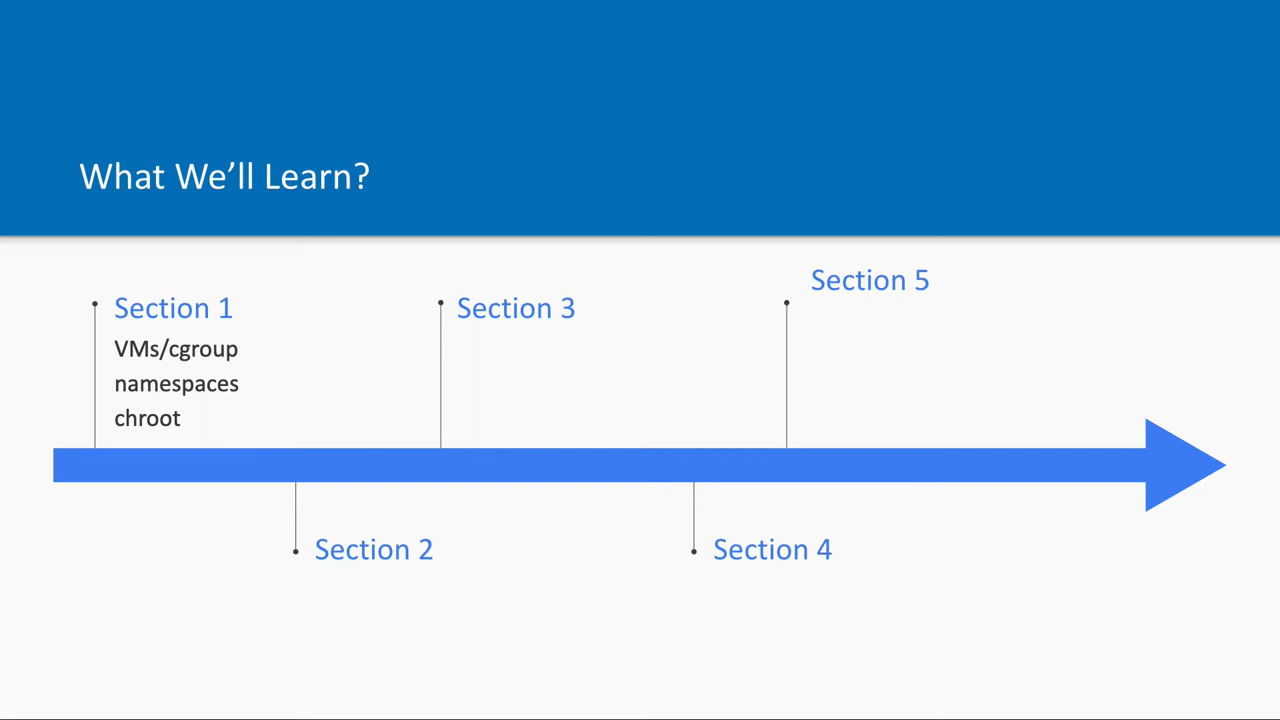 What We’ll Learn?
Section 1
VMs/cgroup
namespaces
chroot
Section 2
Section 3
Section 4
Section 5